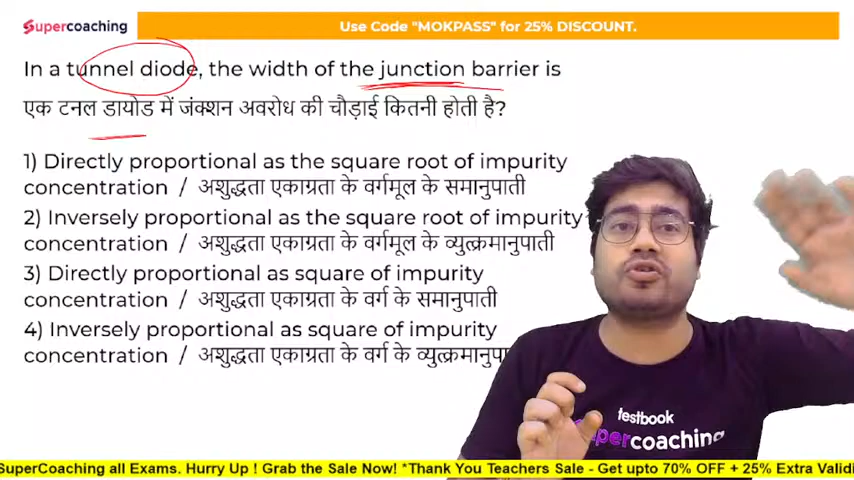 Supercoaching
Use Code "MOKPASS" for 25% DISCOUNT.
In a tunnel diode, the width of the junction barrier is
एक टनल डायोड में जंक्शन अवरोध की चौड़ाई कितनी होती है?
1) Directly proportional as the square root of impurity
concentration / अशुद्धता एकाग्रता के वर्गमूल के समानुपाती
2) Inversely proportional as the square root of impurity
concentration / अशुद्धता एकाग्रता के वर्गमूल के व्युत्क्रमानुपाती
3) Directly proportional as square of impurity
concentration / अशुद्धता एकाग्रता के वर्ग के समानुपाती
4) Inversely proportional as square of impurity
concentration / अशुद्धता एकाग्रता के वर्ग के
testbook
coaching
SuperCoaching all Exams. Hurry Up ! Grab the Sale Now! *Thank You Teachers Sale - Get upto 70% OFF + 25% Extra